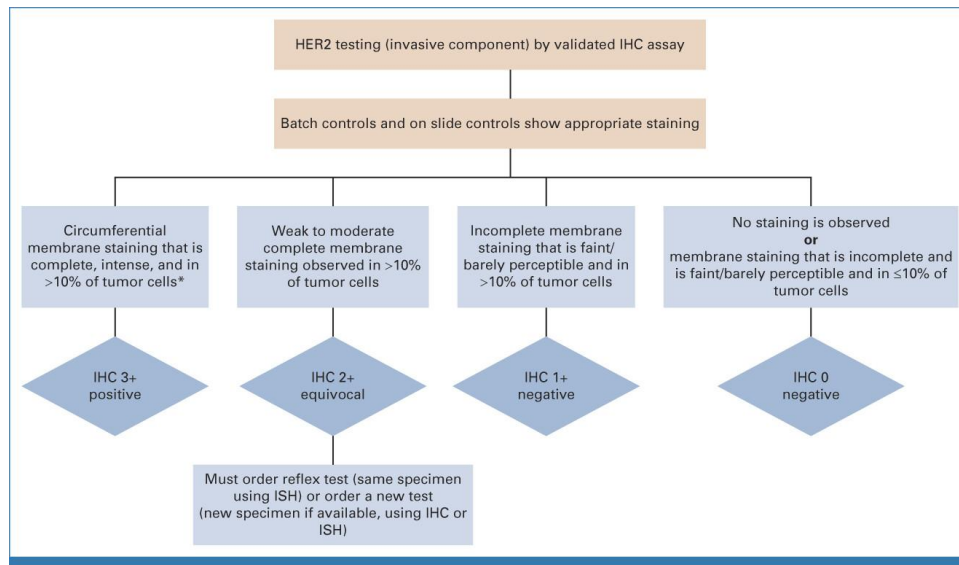 HER2 testing (invasive component) by validated IHC assay
Batch controls and on slide controls show appropriate staining
Circumferential
membrane staining that is
complete, intense, and in
>10% of tumor cells*
Weak to moderate
complete membrane
staining observed in >10%
of tumor cells
Incomplete membrane
staining that is faint/
barely perceptible and in
>10% of tumor cells
No staining is observed
or
membrane staining that is incomplete and
is faint/barely perceptible and in ≤10% of
tumor cells
IHC 3+
positive
IHC 2+
equivocal
IHC 1+
negative
IHC 0
negative
Must order reflex test (same specimen
using ISH) or order a new test
(new specimen if available, using IHC or
ISH)